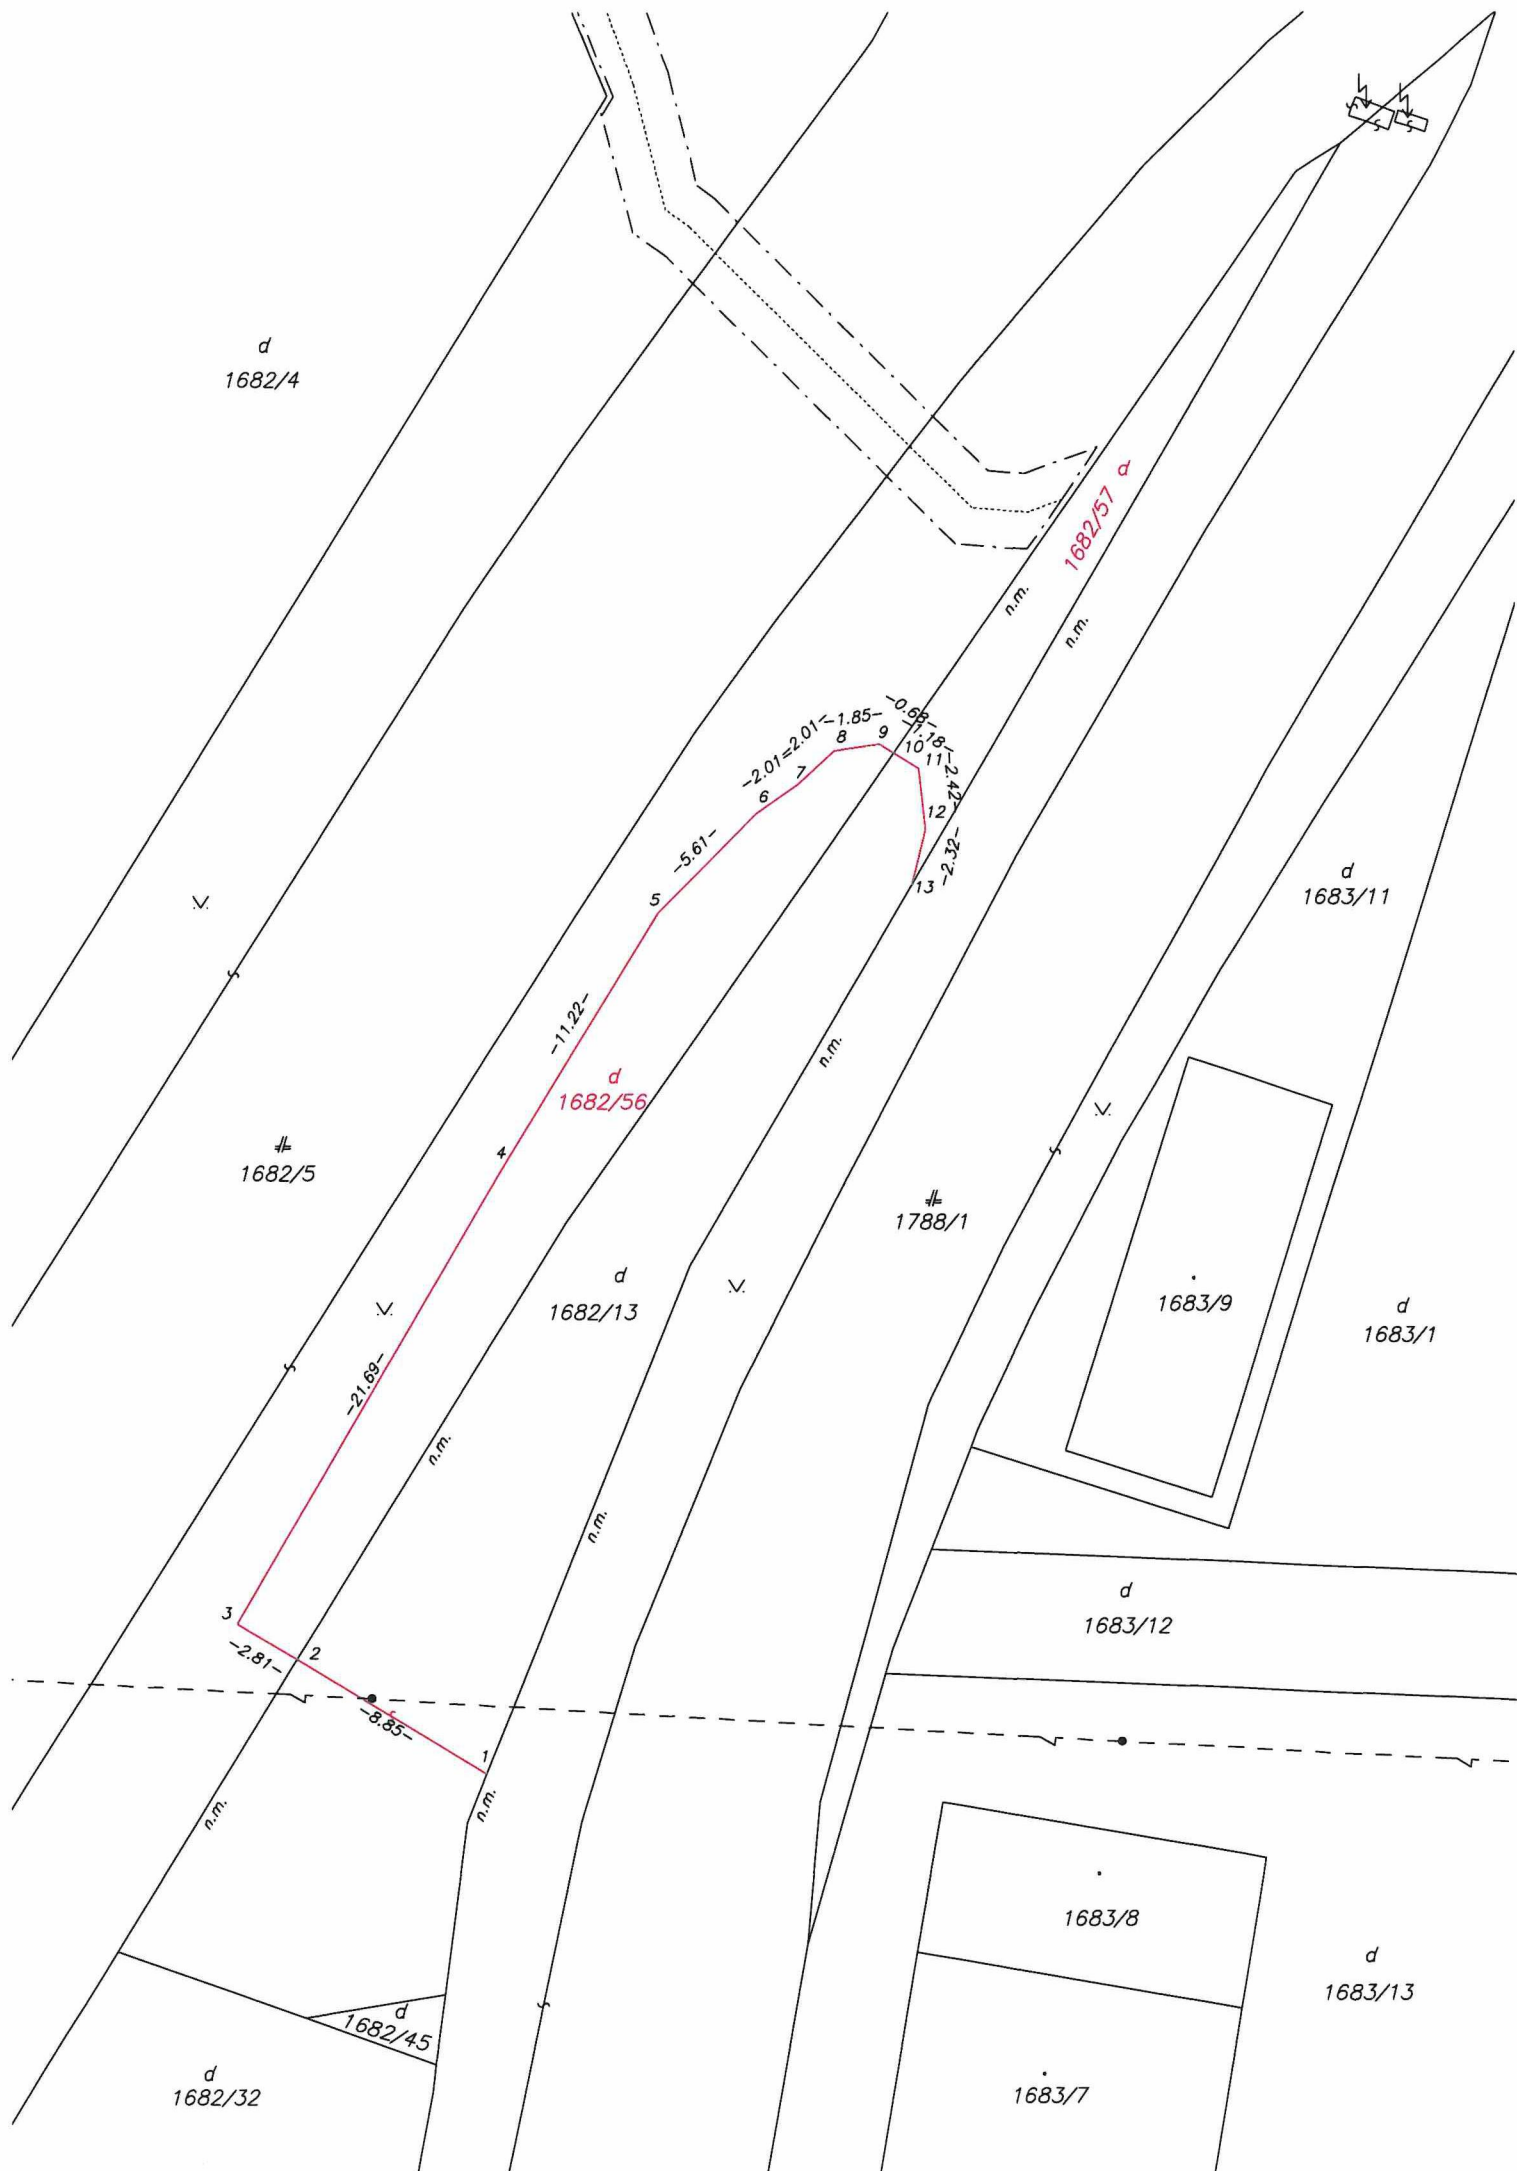 d
1682/4
1682/57 d
n.m.
n.m.
-0.68-
-1.85-
-1.18-
-2.01-
-2.01-
8
9
10
11
-2.42-
7
6
12
-5.61-
-2.32-
13
d
1683/11
5
-11.22-
n.m.
d
1682/56
4
1682/5
1788/1
d
1682/13
1683/9
d
1683/1
-21.69-
n.m.
n.m.
3
2
-2.81-
d
1683/12
-8.85-
1
n.m.
n.m.
1683/8
d
1683/13
d
1682/45
d
1682/32
1683/7